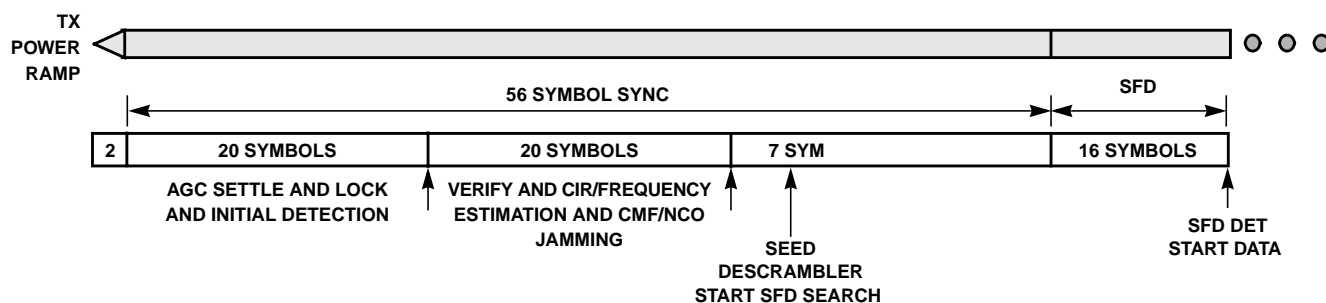 TX
POWER
RAMP
56 SYMBOL SYNC
SFD
2
20 SYMBOLS
20 SYMBOLS
7 SYM
16 SYMBOLS
AGC SETTLE AND LOCK
AND INITIAL DETECTION
VERIFY AND CIR/FREQUENCY
ESTIMATION AND CMF/NCO
JAMMING
SEED
DESCRAMBLER
START SFD SEARCH
SFD DET
START DATA